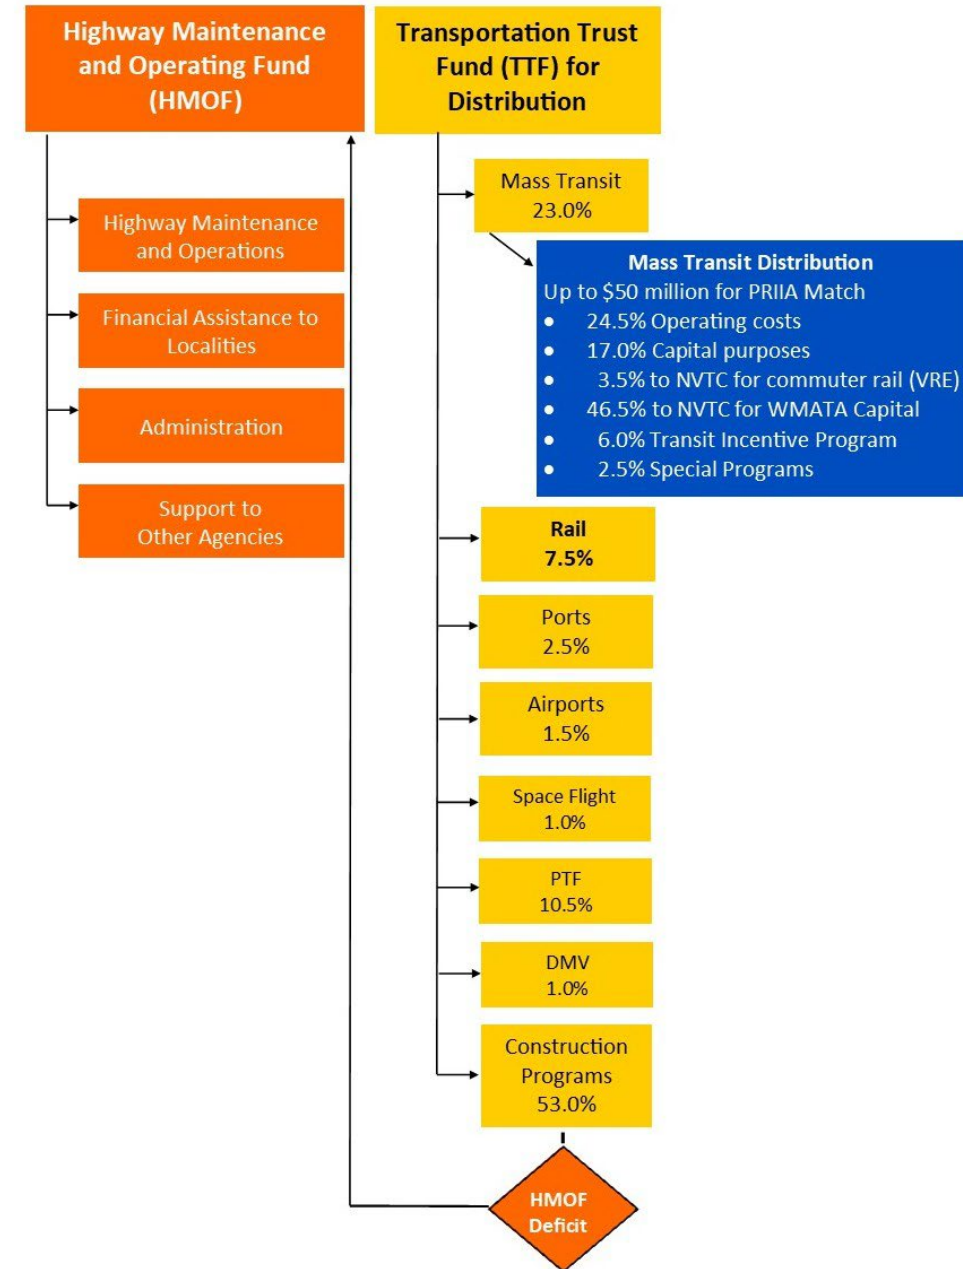 Highway Maintenance
and Operating Fund
(HMOF)
Highway Maintenance
and Operations
Financial Assistance to
Localities
Administration
Support to
Other Agencies
Transportation Trust
Fund (TTF) for
Distribution
Mass Transit
23.0%
Mass Transit Distribution
Up to $50 million for PRIIA Match
• 24.5% Operating costs
• 17.0% Capital purposes
• 3.5% to NVTC for commuter rail (VRE)
• 46.5% to NVTC for WMATA Capital
• 6.0% Transit Incentive Program
• 2.5% Special Programs
Rail
7.5%
Ports
2.5%
Airports
1.5%
Space Flight
1.0%
PTF
10.5%
DMV
1.0%
Construction
Programs
53.0%
HMOF
Deficit